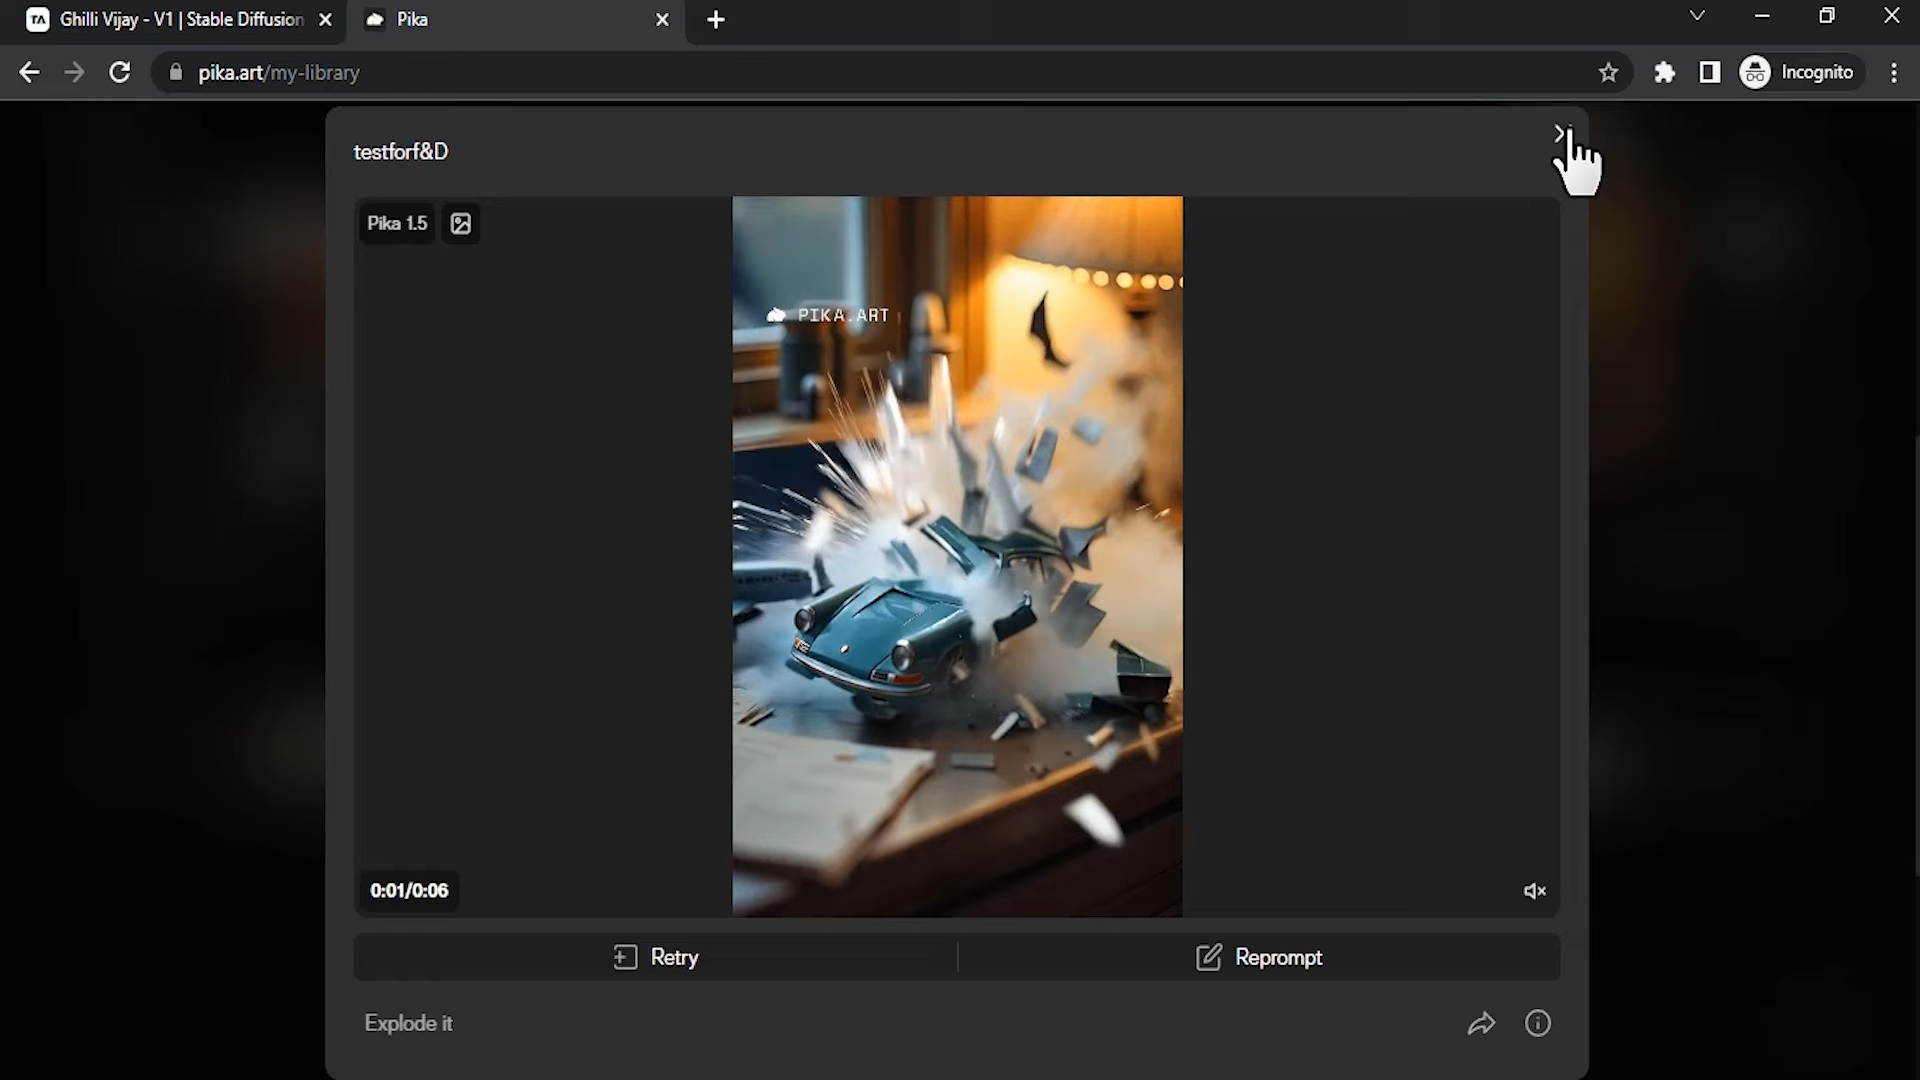 Ghilli Vijay - V1 | Stable Diffusion
Pika
pika.art/my-library
Incognito
testforf&D
Pika 1.5
PIKA.ART
0:01/0:06
Retry
Reprompt
Explode it